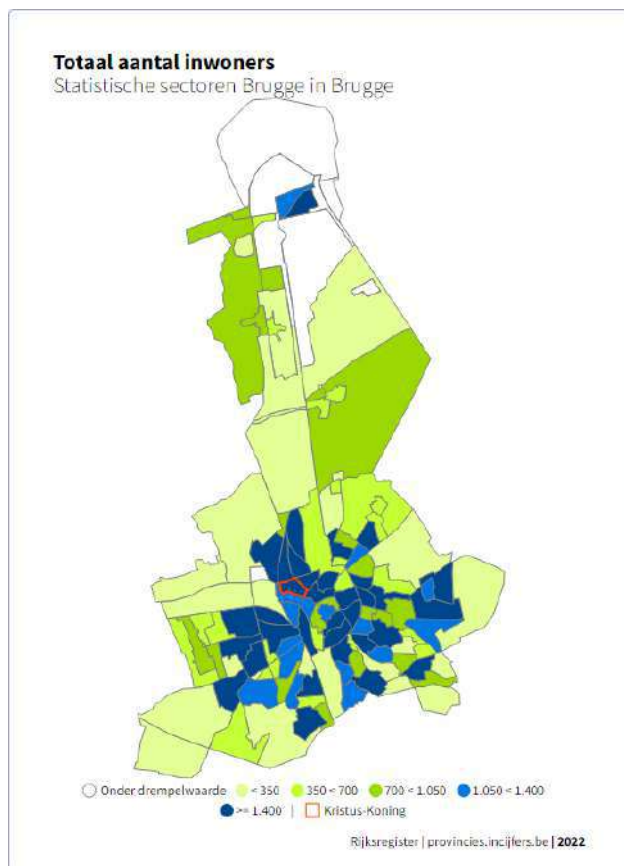 Totaal aantal inwoners
Statistische sectoren Brugge in Brugge
Onder drempelwaarde < 350 350 < 700 700 < 1.050 1.050 < 1.400
>= 1.400 | Kristus-Koning
Rijksregister | provincies.incijfers.be | 2022